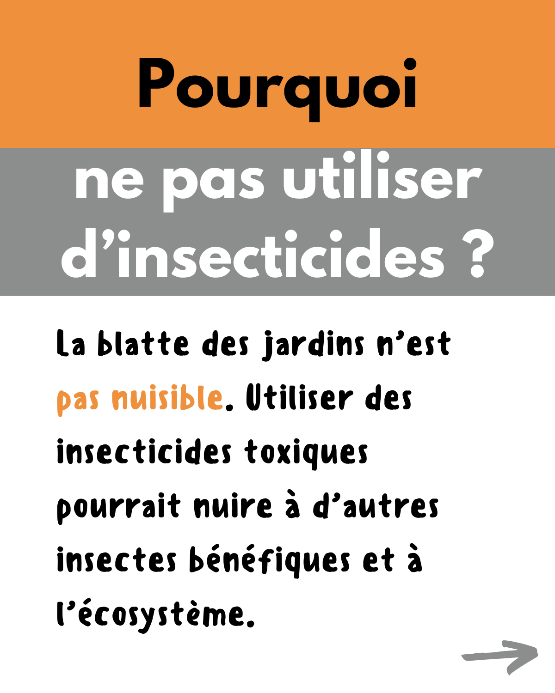 Pourquoi
ne pas utiliser
d’insecticides ?
La blatte des jardins n’est
pas nuisible. Utiliser des
insecticides toxiques
pourrait nuire à d’autres
insectes bénéfiques et à
l’écosystème.